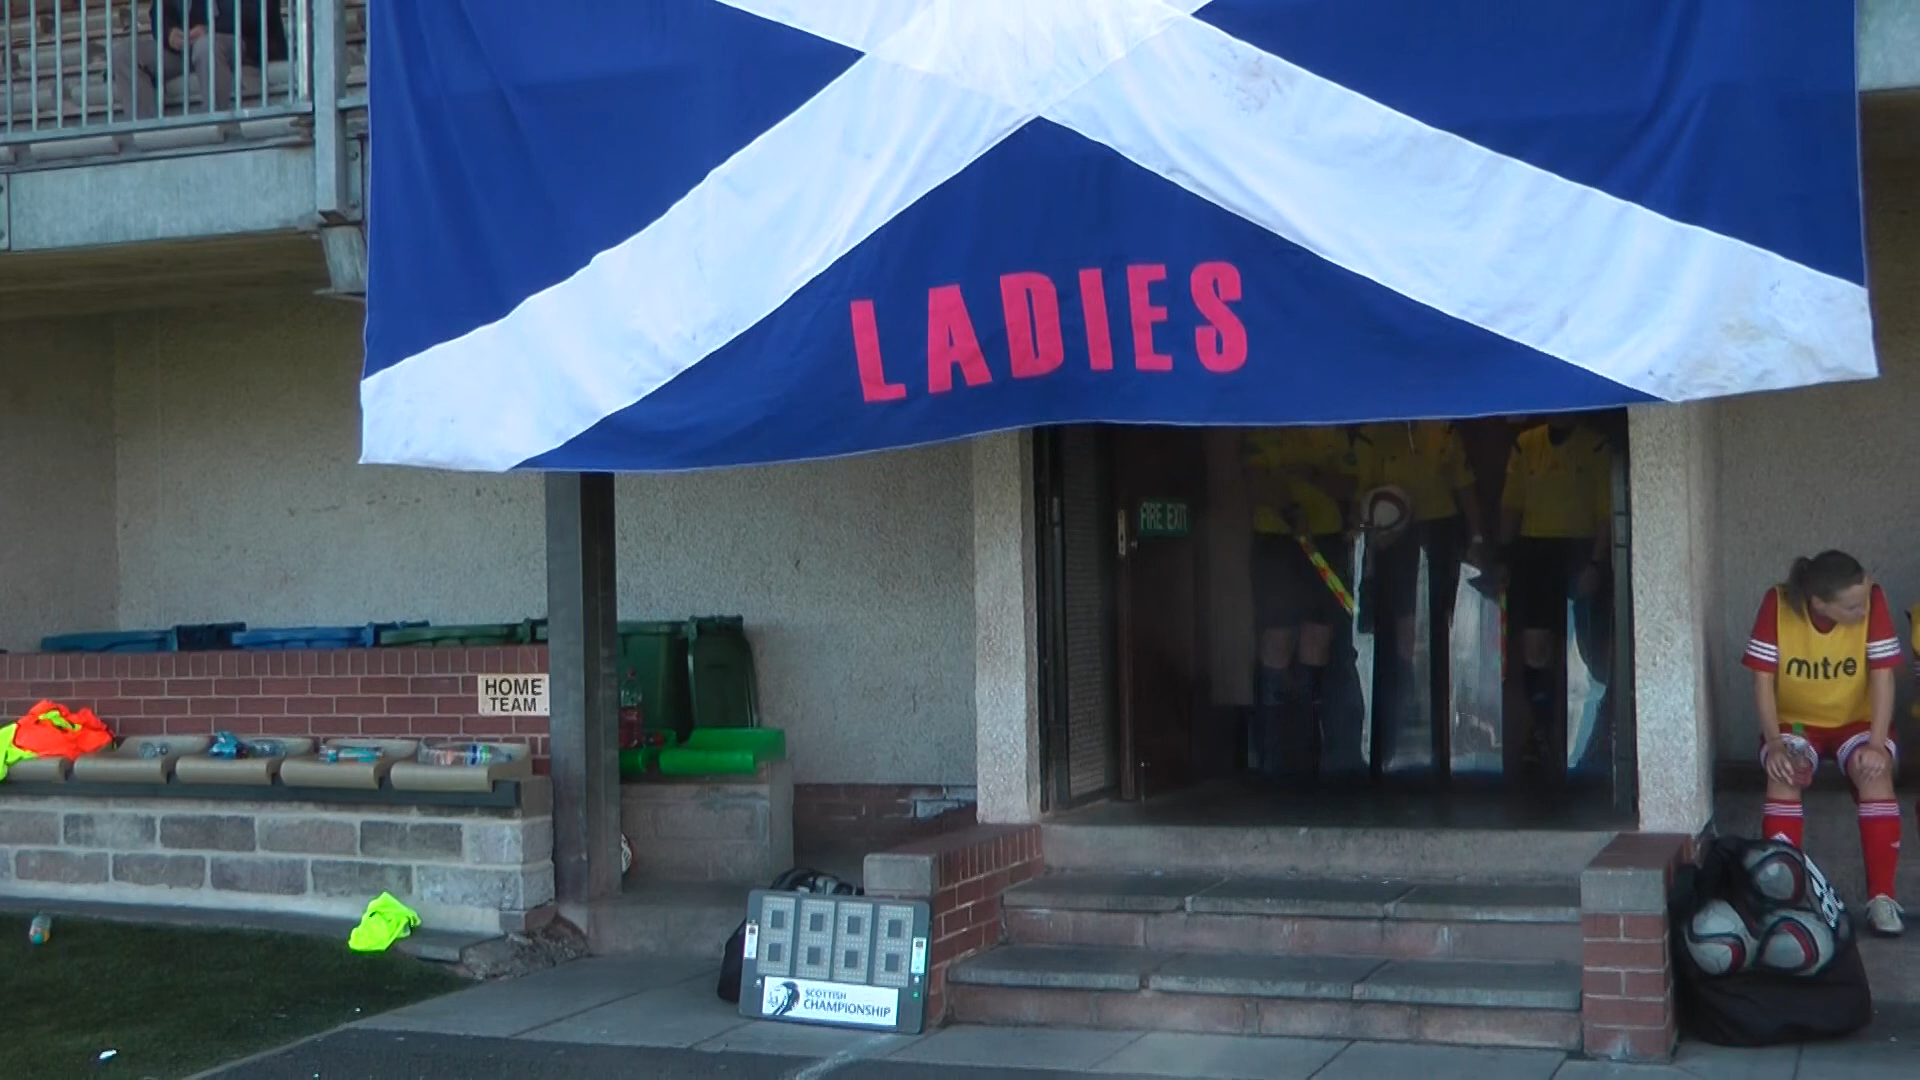 LADIES
FIRE EXIT
HOME
TEAM
mitre
SCOTTISH
CHAMPIONSHIP